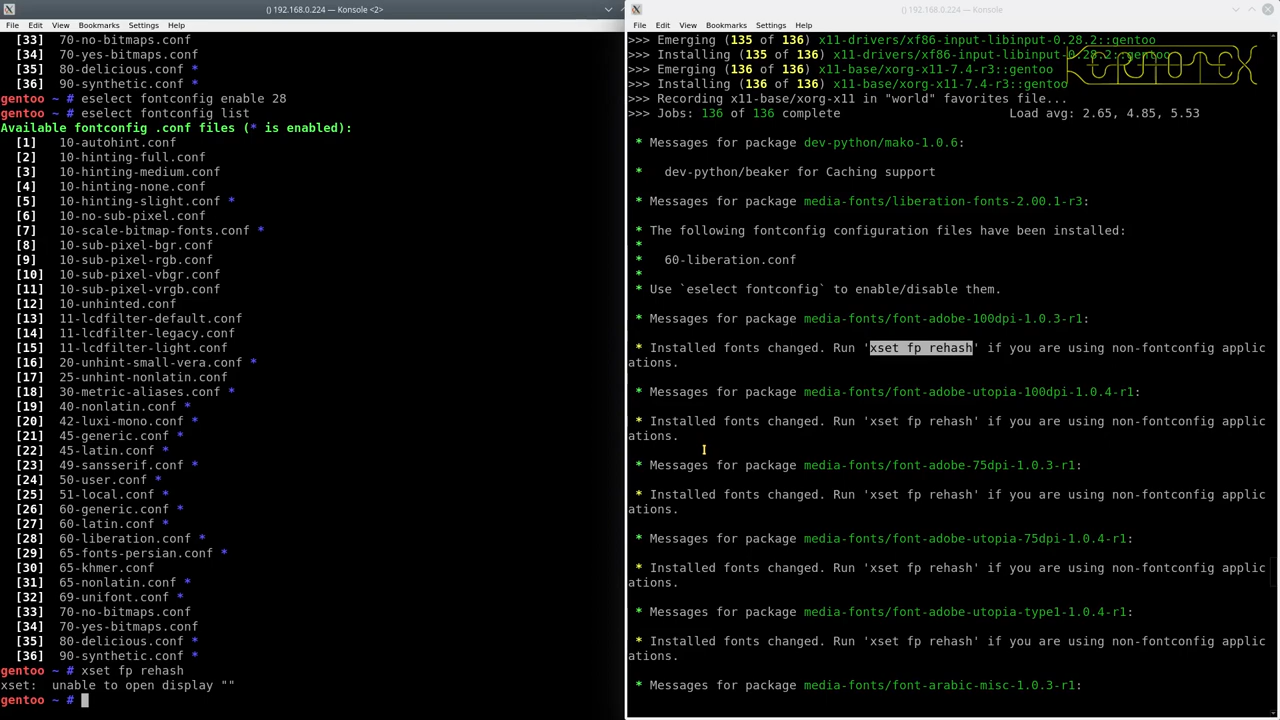 () 192.168.0.224 — Konsole <2>
File Edit View Bookmarks Settings Help
[33] 70-no-bitmaps.conf
[34] 70-yes-bitmaps.conf
[35] 80-delicious.conf *
[36] 90-synthetic.conf *
gentoo ~ # eselect fontconfig enable 28
gentoo ~ # eselect fontconfig list
Available fontconfig .conf files (* is enabled):
[1] 10-autohint.conf
[2] 10-hinting-full.conf
[3] 10-hinting-medium.conf
[4] 10-hinting-none.conf
[5] 10-hinting-slight.conf *
[6] 10-no-sub-pixel.conf
[7] 10-scale-bitmap-fonts.conf *
[8] 10-sub-pixel-bgr.conf
[9] 10-sub-pixel-rgb.conf
[10] 10-sub-pixel-vbgr.conf
[11] 10-sub-pixel-vrgb.conf
[12] 10-unhinted.conf
[13] 11-lcdfilter-default.conf
[14] 11-lcdfilter-legacy.conf
[15] 11-lcdfilter-light.conf
[16] 20-unhint-small-vera.conf *
[17] 25-unhint-nonlatin.conf
[18] 30-metric-aliases.conf *
[19] 40-nonlatin.conf *
[20] 42-luxi-mono.conf *
[21] 45-generic.conf *
[22] 45-latin.conf *
[23] 49-sansserif.conf *
[24] 50-user.conf *
[25] 51-local.conf *
[26] 60-generic.conf *
[27] 60-latin.conf *
[28] 60-liberation.conf *
[29] 65-fonts-persian.conf *
[30] 65-khmer.conf
[31] 65-nonlatin.conf *
[32] 69-unifont.conf *
[33] 70-no-bitmaps.conf
[34] 70-yes-bitmaps.conf
[35] 80-delicious.conf *
[36] 90-synthetic.conf *
gentoo ~ # xset fp rehash
xset: unable to open display ""
gentoo ~ #
() 192.168.0.224 — Konsole
File Edit View Bookmarks Settings Help
>>> Emerging (135 of 136) x11-drivers/xf86-input-libinput-0.28.2::gentoo
>>> Installing (135 of 136) x11-drivers/xf86-input-libinput-0.28.2::gentoo
>>> Emerging (136 of 136) x11-base/xorg-x11-7.4-r3::gentoo
>>> Installing (136 of 136) x11-base/xorg-x11-7.4-r3::gentoo
>>> Recording x11-base/xorg-x11 in "world" favorites file...
>>> Jobs: 136 of 136 complete Load avg: 2.65, 4.85, 5.53
* Messages for package dev-python/mako-1.0.6:
* dev-python/beaker for Caching support
* Messages for package media-fonts/liberation-fonts-2.00.1-r3:
* The following fontconfig configuration files have been installed:
*
* 60-liberation.conf
*
* Use `eselect fontconfig` to enable/disable them.
* Messages for package media-fonts/font-adobe-100dpi-1.0.3-r1:
* Installed fonts changed. Run 'xset fp rehash' if you are using non-fontconfig applic
ations.
* Messages for package media-fonts/font-adobe-utopia-100dpi-1.0.4-r1:
* Installed fonts changed. Run 'xset fp rehash' if you are using non-fontconfig applic
ations.
* Messages for package media-fonts/font-adobe-75dpi-1.0.3-r1:
* Installed fonts changed. Run 'xset fp rehash' if you are using non-fontconfig applic
ations.
* Messages for package media-fonts/font-adobe-utopia-75dpi-1.0.4-r1:
* Installed fonts changed. Run 'xset fp rehash' if you are using non-fontconfig applic
ations.
* Messages for package media-fonts/font-adobe-utopia-type1-1.0.4-r1:
* Installed fonts changed. Run 'xset fp rehash' if you are using non-fontconfig applic
ations.
* Messages for package media-fonts/font-arabic-misc-1.0.3-r1: